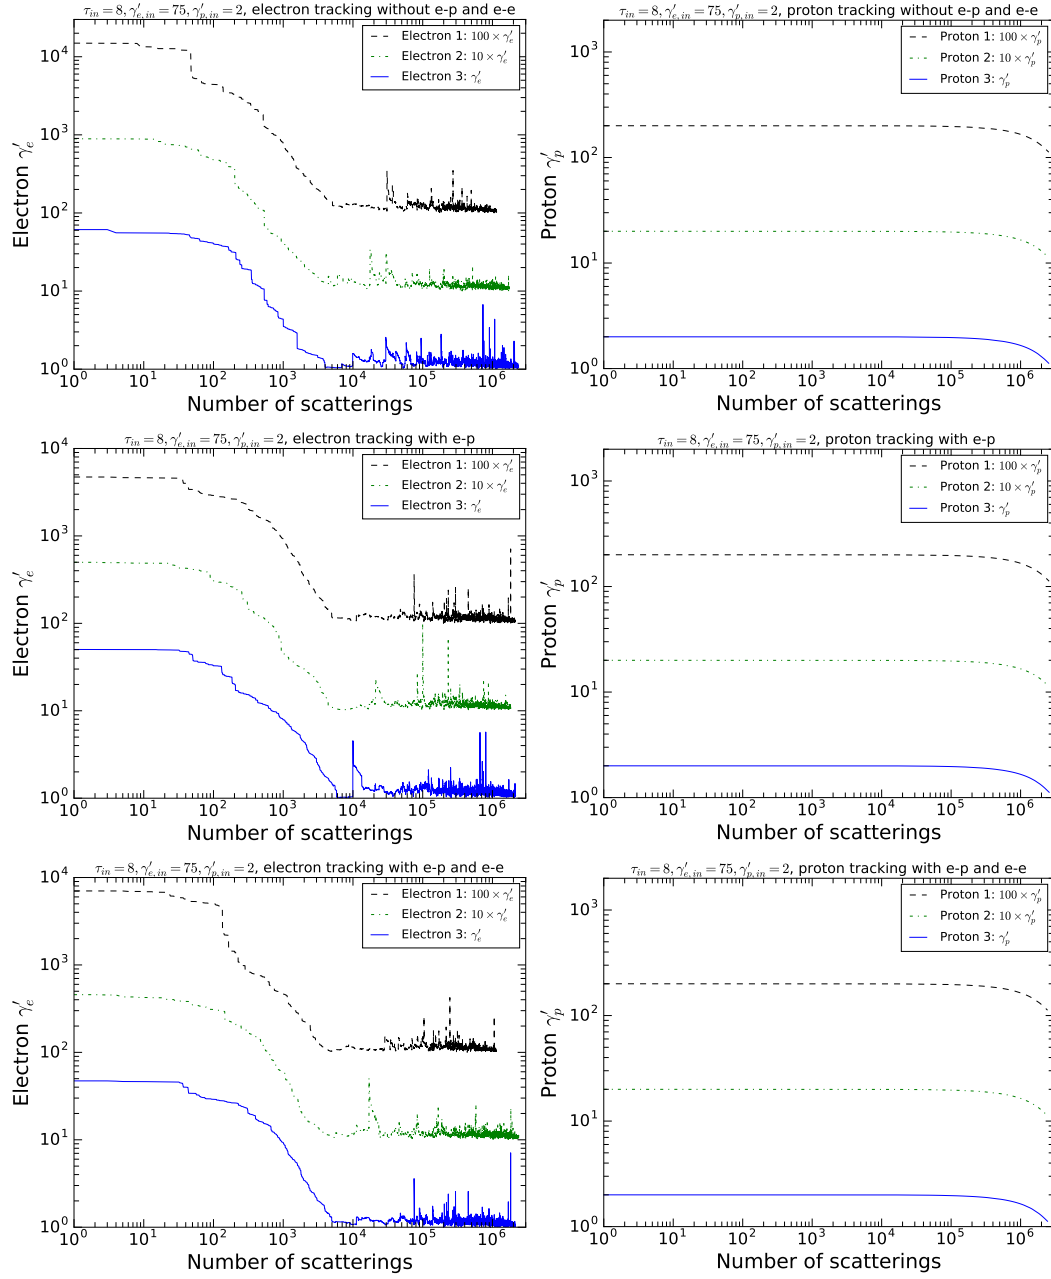 τ_in = 8, γ′_e,in = 75, γ′_p,in = 2, electron tracking without e-p and e-e
Electron 1: 100 × γ′_e
Electron 2: 10 × γ′_e
Electron 3: γ′_e
Electron γ′_e
10^4
10^3
10^2
10^1
10^0
10^0 10^1 10^2 10^3 10^4 10^5 10^6
Number of scatterings
τ_in = 8, γ′_e,in = 75, γ′_p,in = 2, proton tracking without e-p and e-e
Proton 1: 100 × γ′_p
Proton 2: 10 × γ′_p
Proton 3: γ′_p
Proton γ′_p
10^3
10^2
10^1
10^0
10^0 10^1 10^2 10^3 10^4 10^5 10^6
Number of scatterings
τ_in = 8, γ′_e,in = 75, γ′_p,in = 2, electron tracking with e-p
Electron 1: 100 × γ′_e
Electron 2: 10 × γ′_e
Electron 3: γ′_e
Electron γ′_e
10^4
10^3
10^2
10^1
10^0
10^0 10^1 10^2 10^3 10^4 10^5 10^6
Number of scatterings
τ_in = 8, γ′_e,in = 75, γ′_p,in = 2, proton tracking with e-p
Proton 1: 100 × γ′_p
Proton 2: 10 × γ′_p
Proton 3: γ′_p
Proton γ′_p
10^3
10^2
10^1
10^0
10^0 10^1 10^2 10^3 10^4 10^5 10^6
Number of scatterings
τ_in = 8, γ′_e,in = 75, γ′_p,in = 2, electron tracking with e-p and e-e
Electron 1: 100 × γ′_e
Electron 2: 10 × γ′_e
Electron 3: γ′_e
Electron γ′_e
10^4
10^3
10^2
10^1
10^0
10^0 10^1 10^2 10^3 10^4 10^5 10^6
Number of scatterings
τ_in = 8, γ′_e,in = 75, γ′_p,in = 2, proton tracking with e-p and e-e
Proton 1: 100 × γ′_p
Proton 2: 10 × γ′_p
Proton 3: γ′_p
Proton γ′_p
10^3
10^2
10^1
10^0
10^0 10^1 10^2 10^3 10^4 10^5 10^6
Number of scatterings